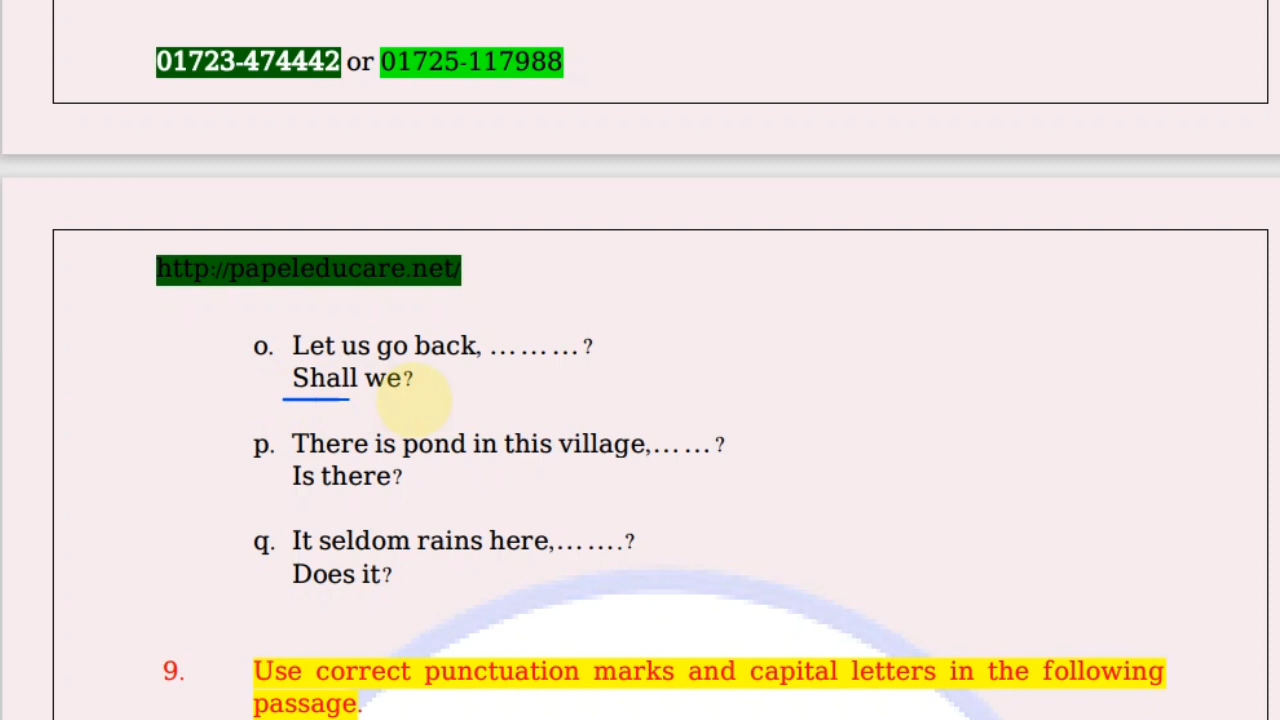 01723-474442 or 01725-117988
http://papeleducare.net/
o. Let us go back, ………?
Shall we?
p. There is pond in this village,……?
Is there?
q. It seldom rains here,…….?
Does it?
9. Use correct punctuation marks and capital letters in the following
passage.